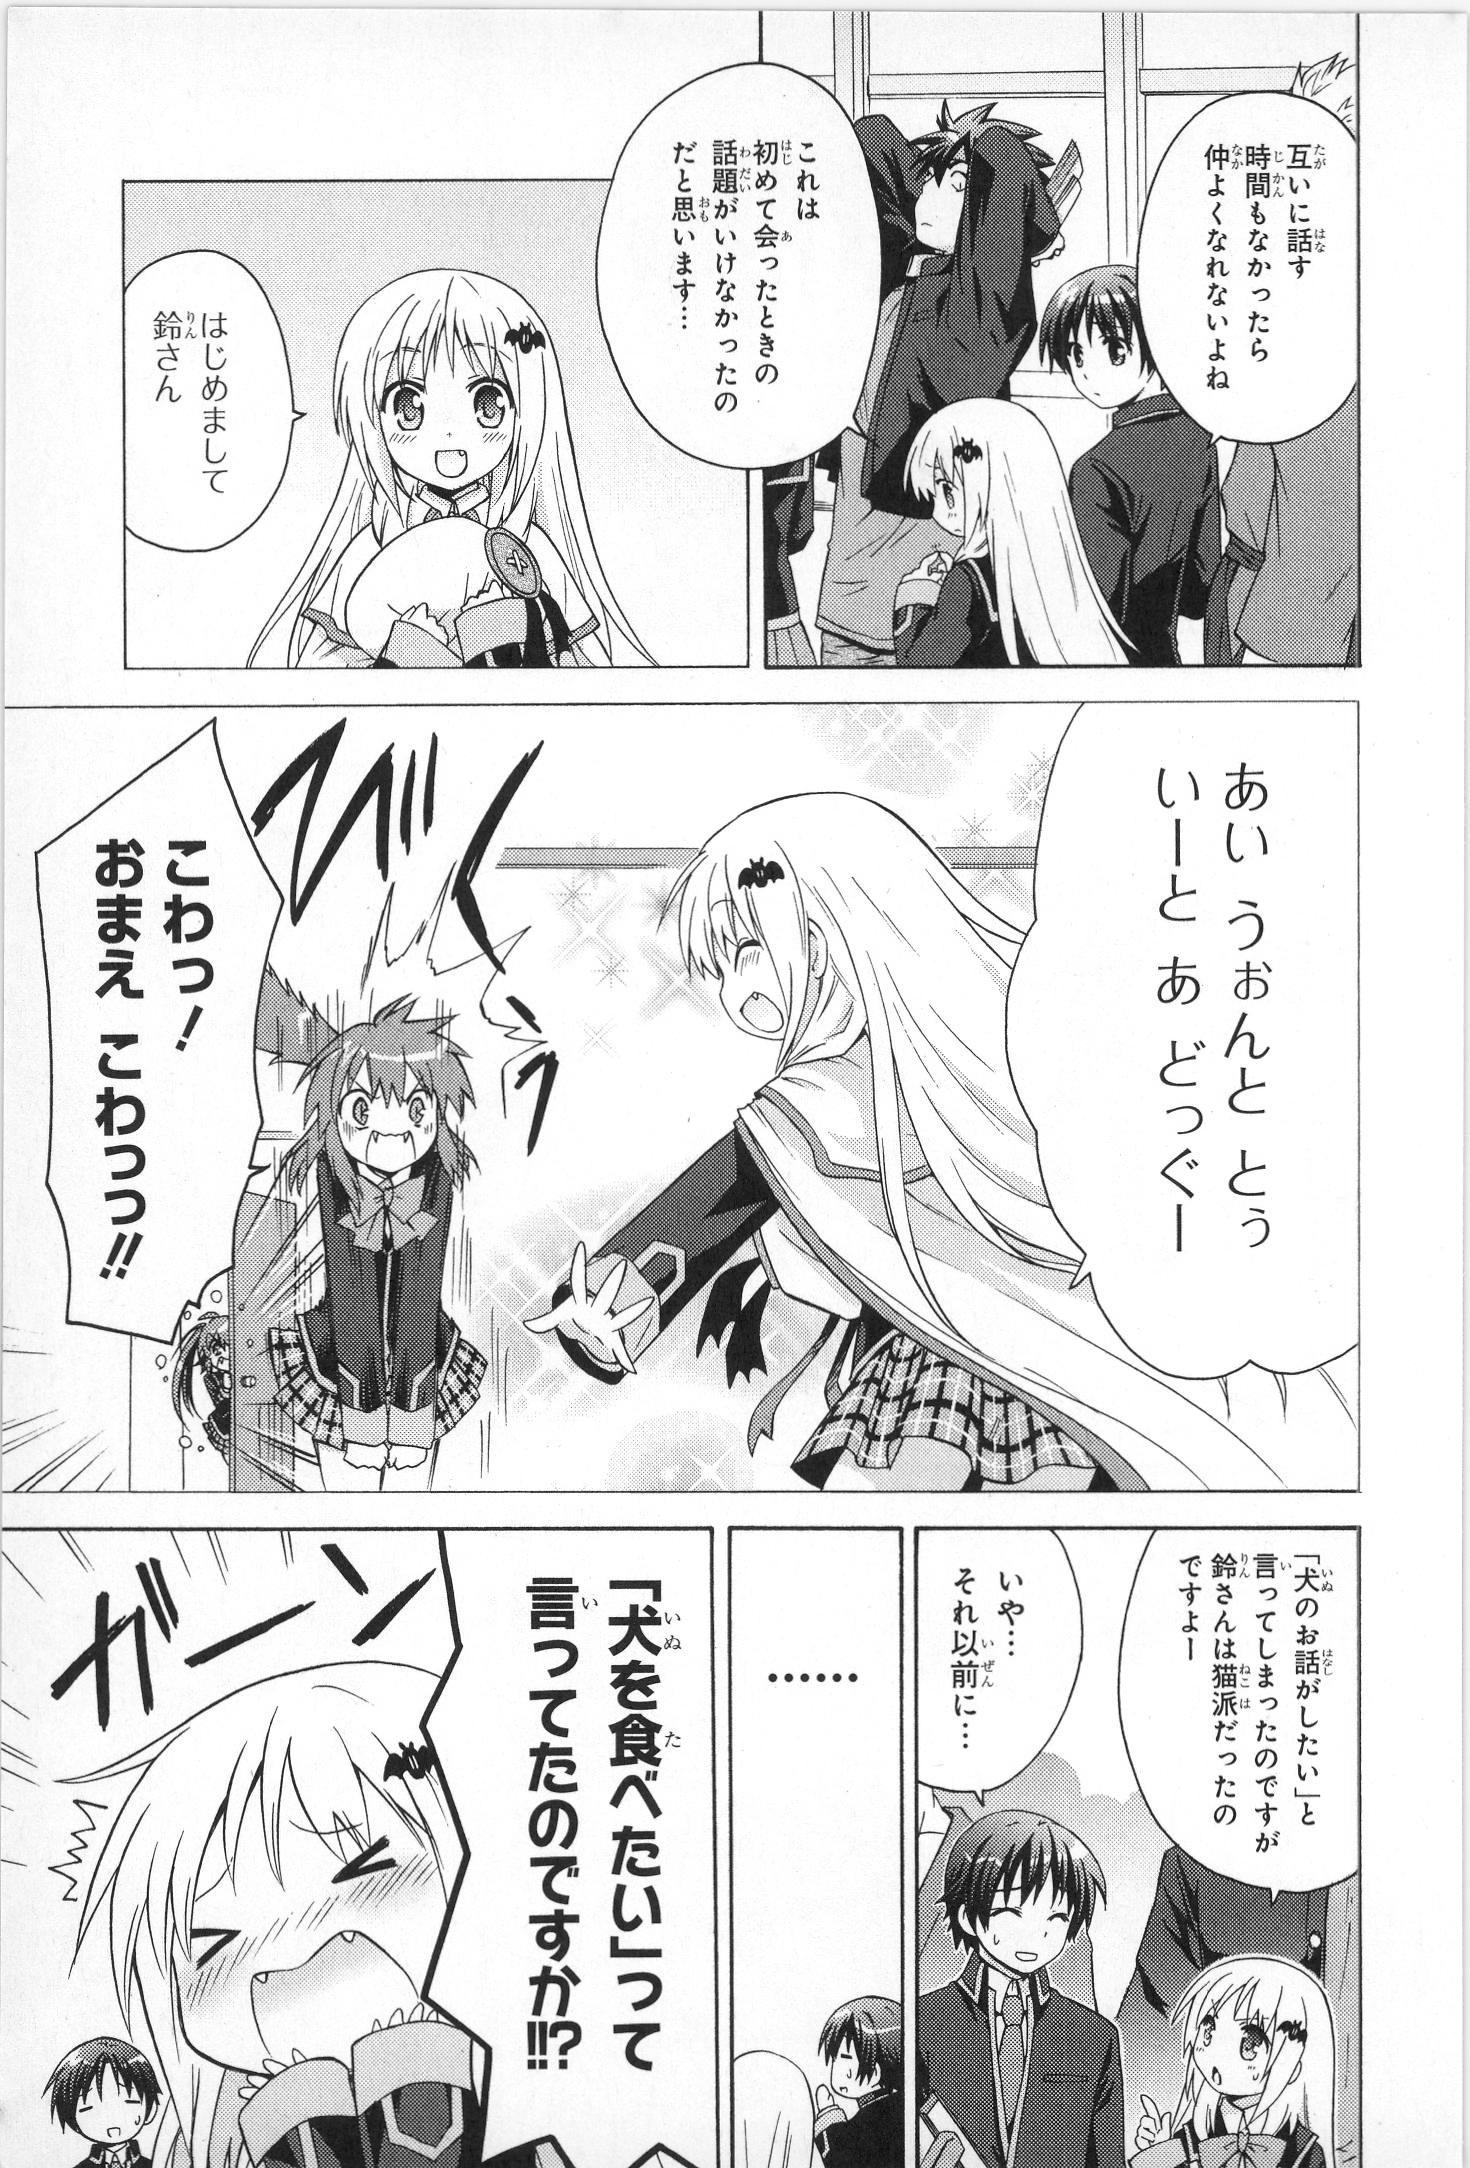 互いに話す
時間もなかったら
仲よくなれないよね
これは
初めて会ったときの
話題がいけなかったの
だと思います…
はじめまして
鈴さん
あい うぉんと とぅ
いーと あ どっぐー
ビクぅっ
こわっ!
おまえ こわっっ!!
「犬のお話がしたい」と
言ってしまったのですが
鈴さんは猫派だったの
ですよー
いや…
それ以前に…
……
「犬を食べたい」って
言ってたのですか!!?
ガーン